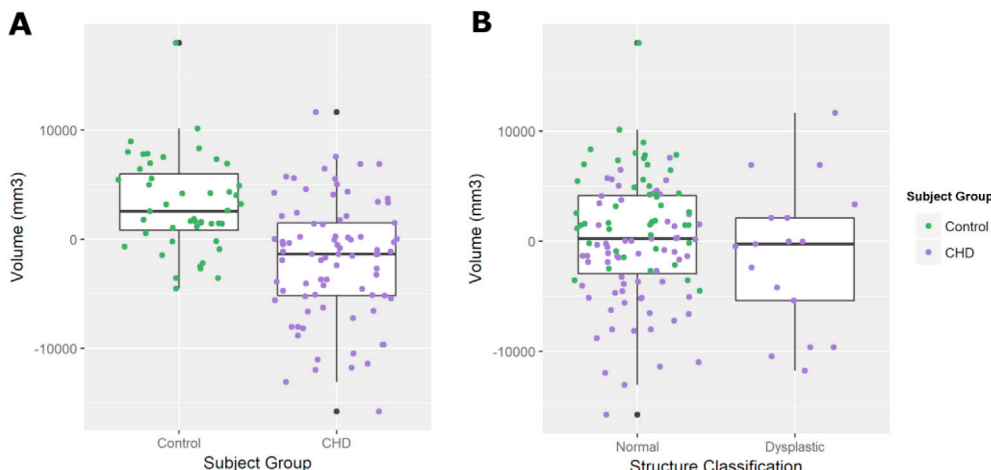 A
Volume (mm3)
10000
0
-10000
Control
CHD
Subject Group
B
Volume (mm3)
10000
0
-10000
Normal
Dysplastic
Structure Classification
Subject Group
Control
CHD